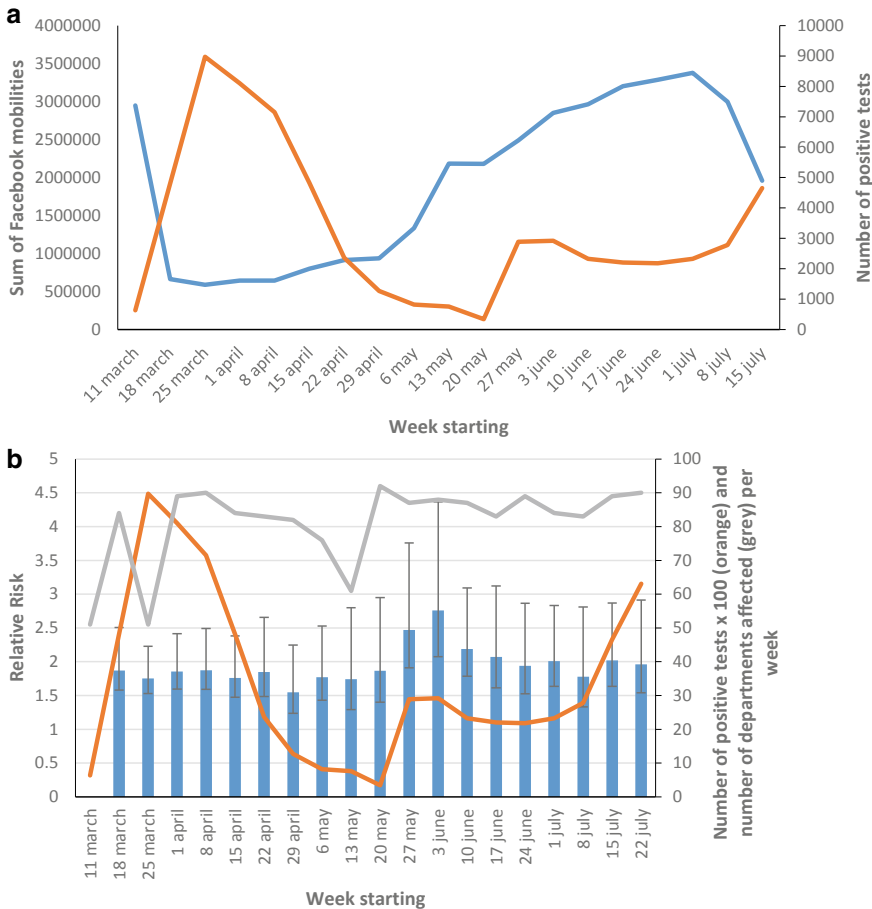 a
4000000
3500000
3000000
2500000
2000000
1500000
1000000
500000
0
Sum of Facebook mobilities
10000
9000
8000
7000
6000
5000
4000
3000
2000
1000
0
Number of positive tests
11 march
18 march
25 march
1 april
8 april
15 april
22 april
29 april
6 may
13 may
20 may
27 may
3 june
10 june
17 june
24 june
1 july
8 july
15 july
Week starting
b
5
4.5
4
3.5
3
2.5
2
1.5
1
0.5
0
Relative Risk
100
90
80
70
60
50
40
30
20
10
0
Number of positive tests x 100 (orange) and
number of departments affected (grey) per
week
11 march
18 march
25 march
1 april
8 april
15 april
22 april
29 april
6 may
13 may
20 may
27 may
3 june
10 june
17 june
24 june
1 july
8 july
15 july
22 july
Week starting